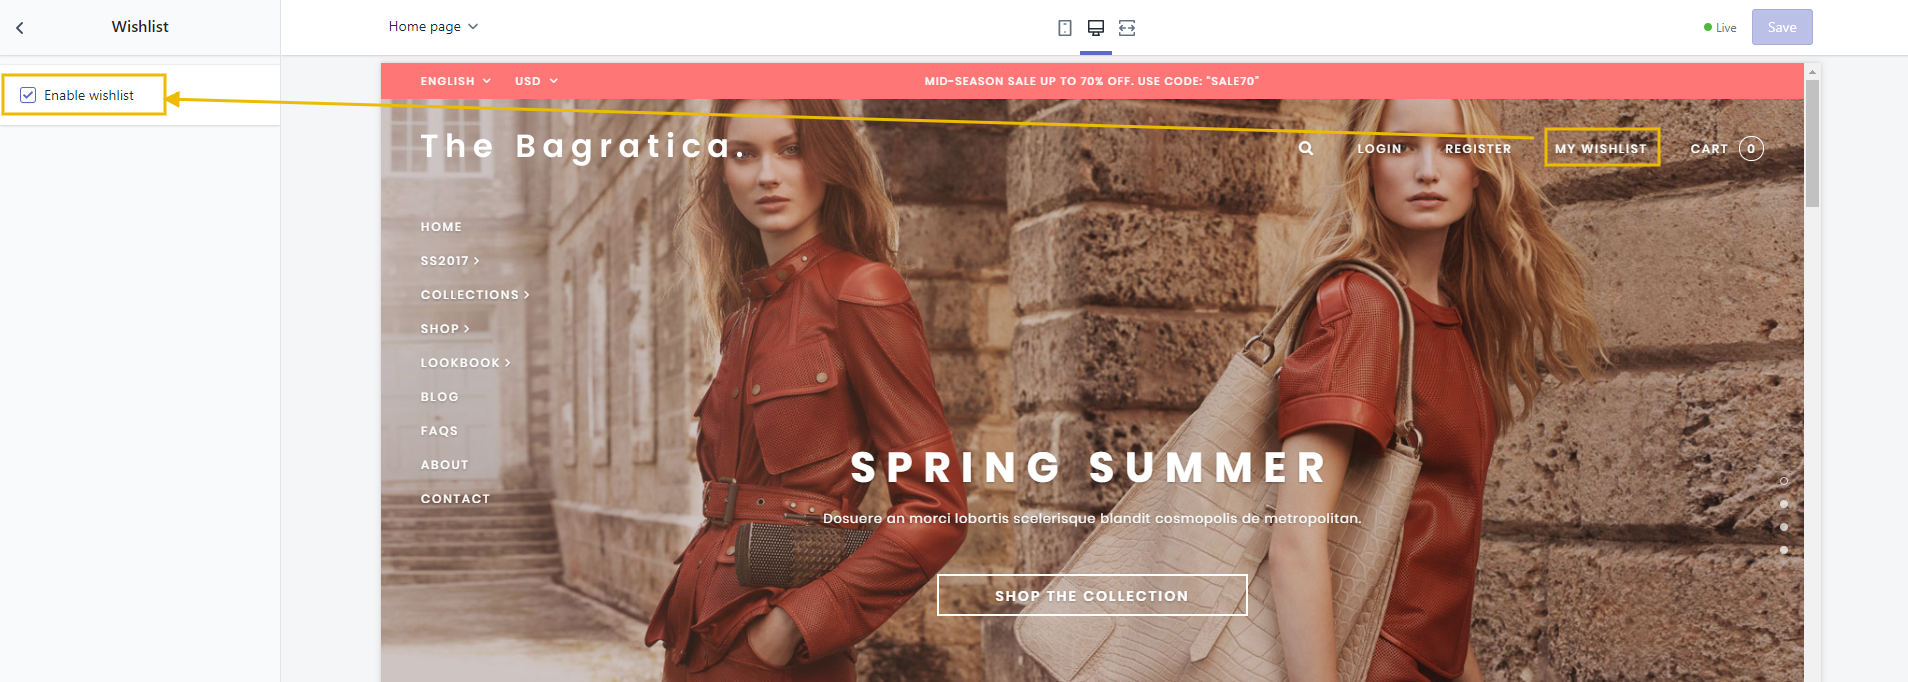 Wishlist
Home page
Live
Save
Enable wishlist
ENGLISH USD MID-SEASON SALE UP TO 70% OFF. USE CODE: "SALE70"
The Bagratica.
LOGIN REGISTER MY WISHLIST CART 0
HOME
SS2017
COLLECTIONS
SHOP
LOOKBOOK
BLOG
FAQS
ABOUT
CONTACT
SPRING SUMMER
Dosuere an morci lobortis scelerisque blandit cosmopolis de metropolitan.
SHOP THE COLLECTION